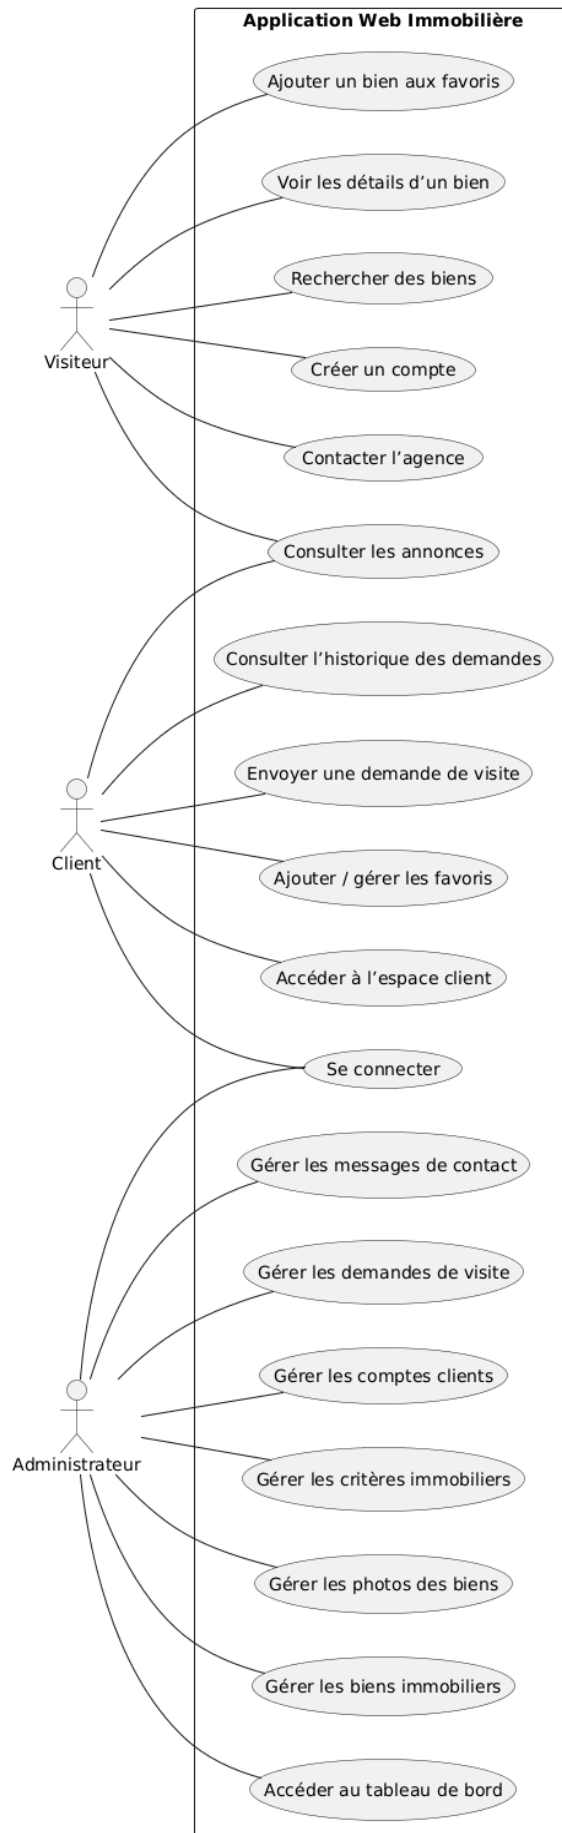 Application Web Immobilière
Ajouter un bien aux favoris
Voir les détails d’un bien
Rechercher des biens
Visiteur
Créer un compte
Contacter l’agence
Consulter les annonces
Consulter l’historique des demandes
Envoyer une demande de visite
Client
Ajouter / gérer les favoris
Accéder à l’espace client
Se connecter
Gérer les messages de contact
Gérer les demandes de visite
Gérer les comptes clients
Administrateur
Gérer les critères immobiliers
Gérer les photos des biens
Gérer les biens immobiliers
Accéder au tableau de bord